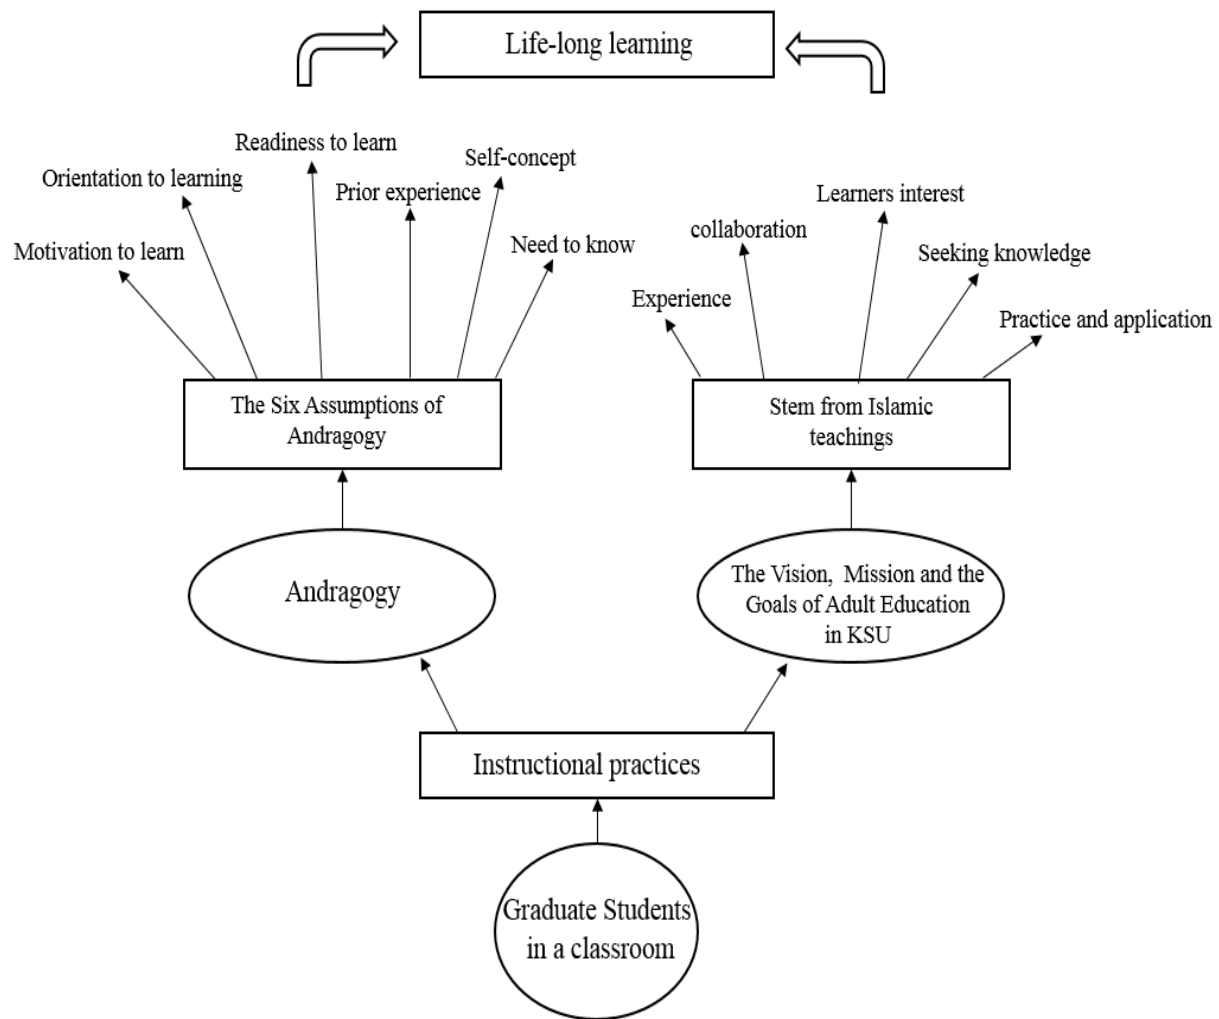 Life-long learning
Readiness to learn
Self-concept
Orientation to learning
Prior experience
Learners interest
Motivation to learn
Need to know
collaboration
Seeking knowledge
Experience
Practice and application
The Six Assumptions of
Andragogy
Stem from Islamic
teachings
Andragogy
The Vision, Mission and the
Goals of Adult Education
in KSU
Instructional practices
Graduate Students
in a classroom